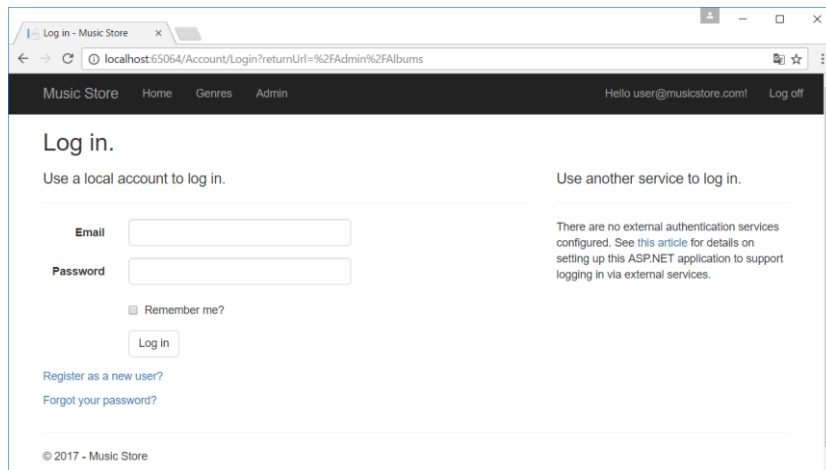 Log in - Music Store
localhost:65064/Account/Login?returnUrl=%2FAdmin%2FAlbums
Music Store Home Genres Admin Hello user@musicstore.com! Log off
Log in.
Use a local account to log in.
Email
Password
Remember me?
Log in
Register as a new user?
Forgot your password?
Use another service to log in.
There are no external authentication services
configured. See this article for details on
setting up this ASP.NET application to support
logging in via external services.
© 2017 - Music Store